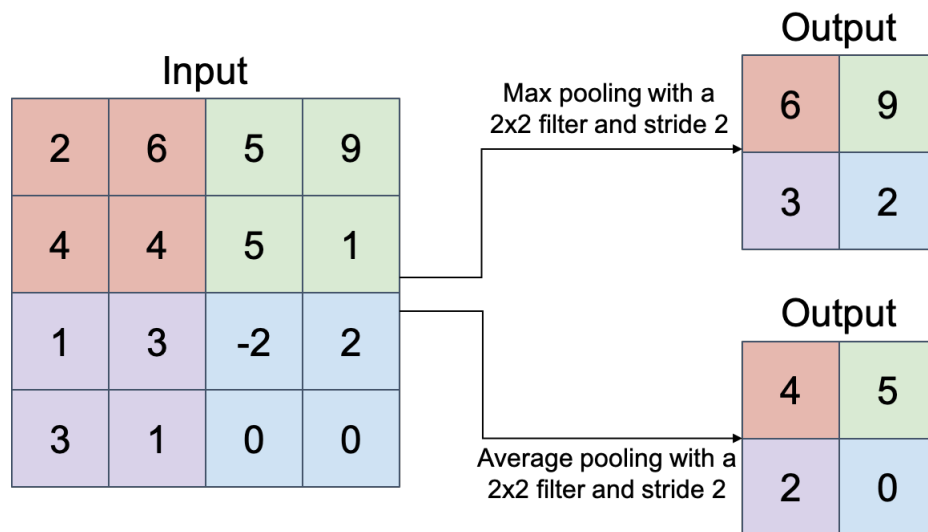 Input
2 6 5 9
4 4 5 1
1 3 -2 2
3 1 0 0
Max pooling with a
2x2 filter and stride 2
Output
6 9
3 2
Average pooling with a
2x2 filter and stride 2
Output
4 5
2 0